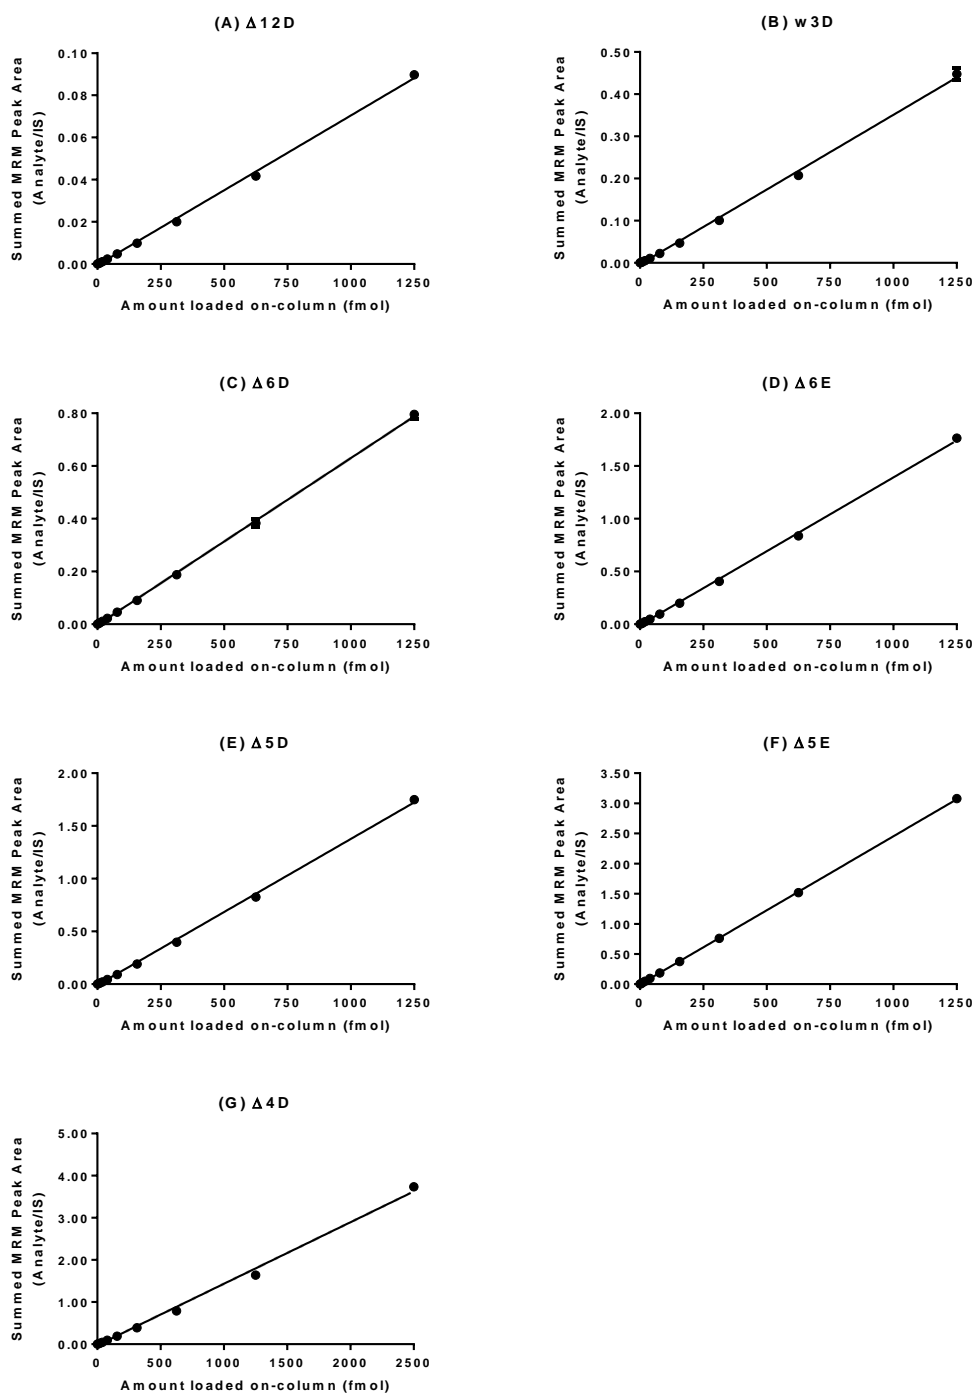 (A) Δ12D
Summed MRM Peak Area
(Analyte/IS)
0.10
0.08
0.06
0.04
0.02
0.00
0 250 500 750 1000 1250
Amount loaded on-column (fmol)
(B) w3D
Summed MRM Peak Area
(Analyte/IS)
0.50
0.40
0.30
0.20
0.10
0.00
0 250 500 750 1000 1250
Amount loaded on-column (fmol)
(C) Δ6D
Summed MRM Peak Area
(Analyte/IS)
0.80
0.60
0.40
0.20
0.00
0 250 500 750 1000 1250
Amount loaded on-column (fmol)
(D) Δ6E
Summed MRM Peak Area
(Analyte/IS)
2.00
1.50
1.00
0.50
0.00
0 250 500 750 1000 1250
Amount loaded on-column (fmol)
(E) Δ5D
Summed MRM Peak Area
(Analyte/IS)
2.00
1.50
1.00
0.50
0.00
0 250 500 750 1000 1250
Amount loaded on-column (fmol)
(F) Δ5E
Summed MRM Peak Area
(Analyte/IS)
3.50
3.00
2.50
2.00
1.50
1.00
0.50
0.00
0 250 500 750 1000 1250
Amount loaded on-column (fmol)
(G) Δ4D
Summed MRM Peak Area
(Analyte/IS)
5.00
4.00
3.00
2.00
1.00
0.00
0 500 1000 1500 2000 2500
Amount loaded on-column (fmol)